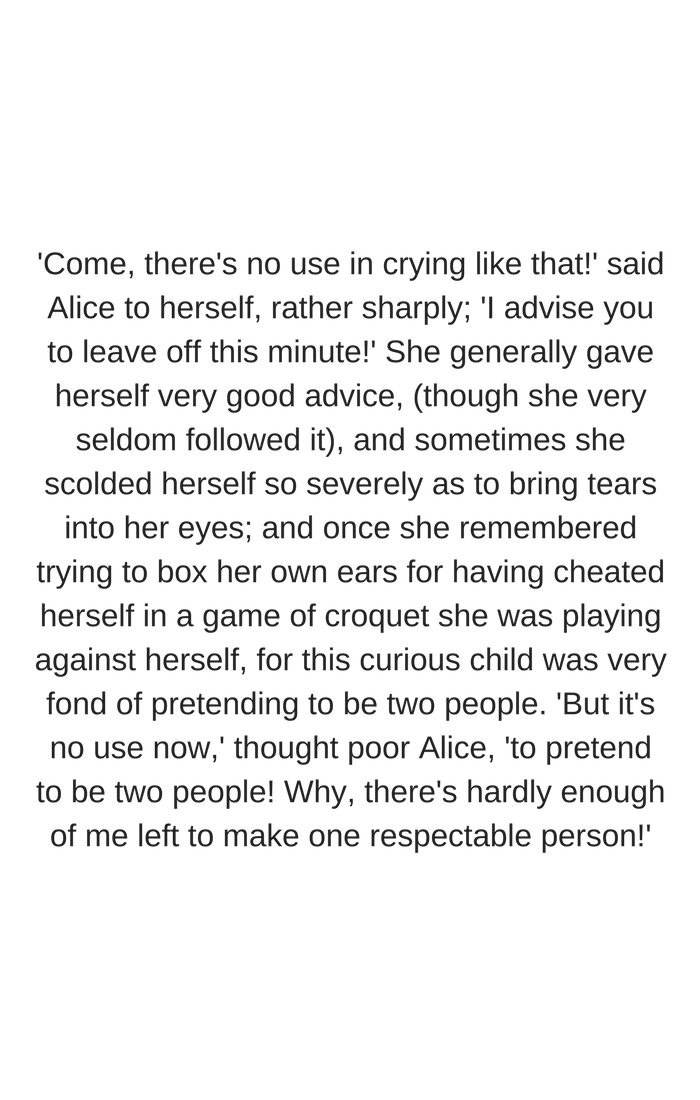 'Come, there's no use in crying like that!' said
Alice to herself, rather sharply; 'I advise you
to leave off this minute!' She generally gave
herself very good advice, (though she very
seldom followed it), and sometimes she
scolded herself so severely as to bring tears
into her eyes; and once she remembered
trying to box her own ears for having cheated
herself in a game of croquet she was playing
against herself, for this curious child was very
fond of pretending to be two people. 'But it's
no use now,' thought poor Alice, 'to pretend
to be two people! Why, there's hardly enough
of me left to make one respectable person!'